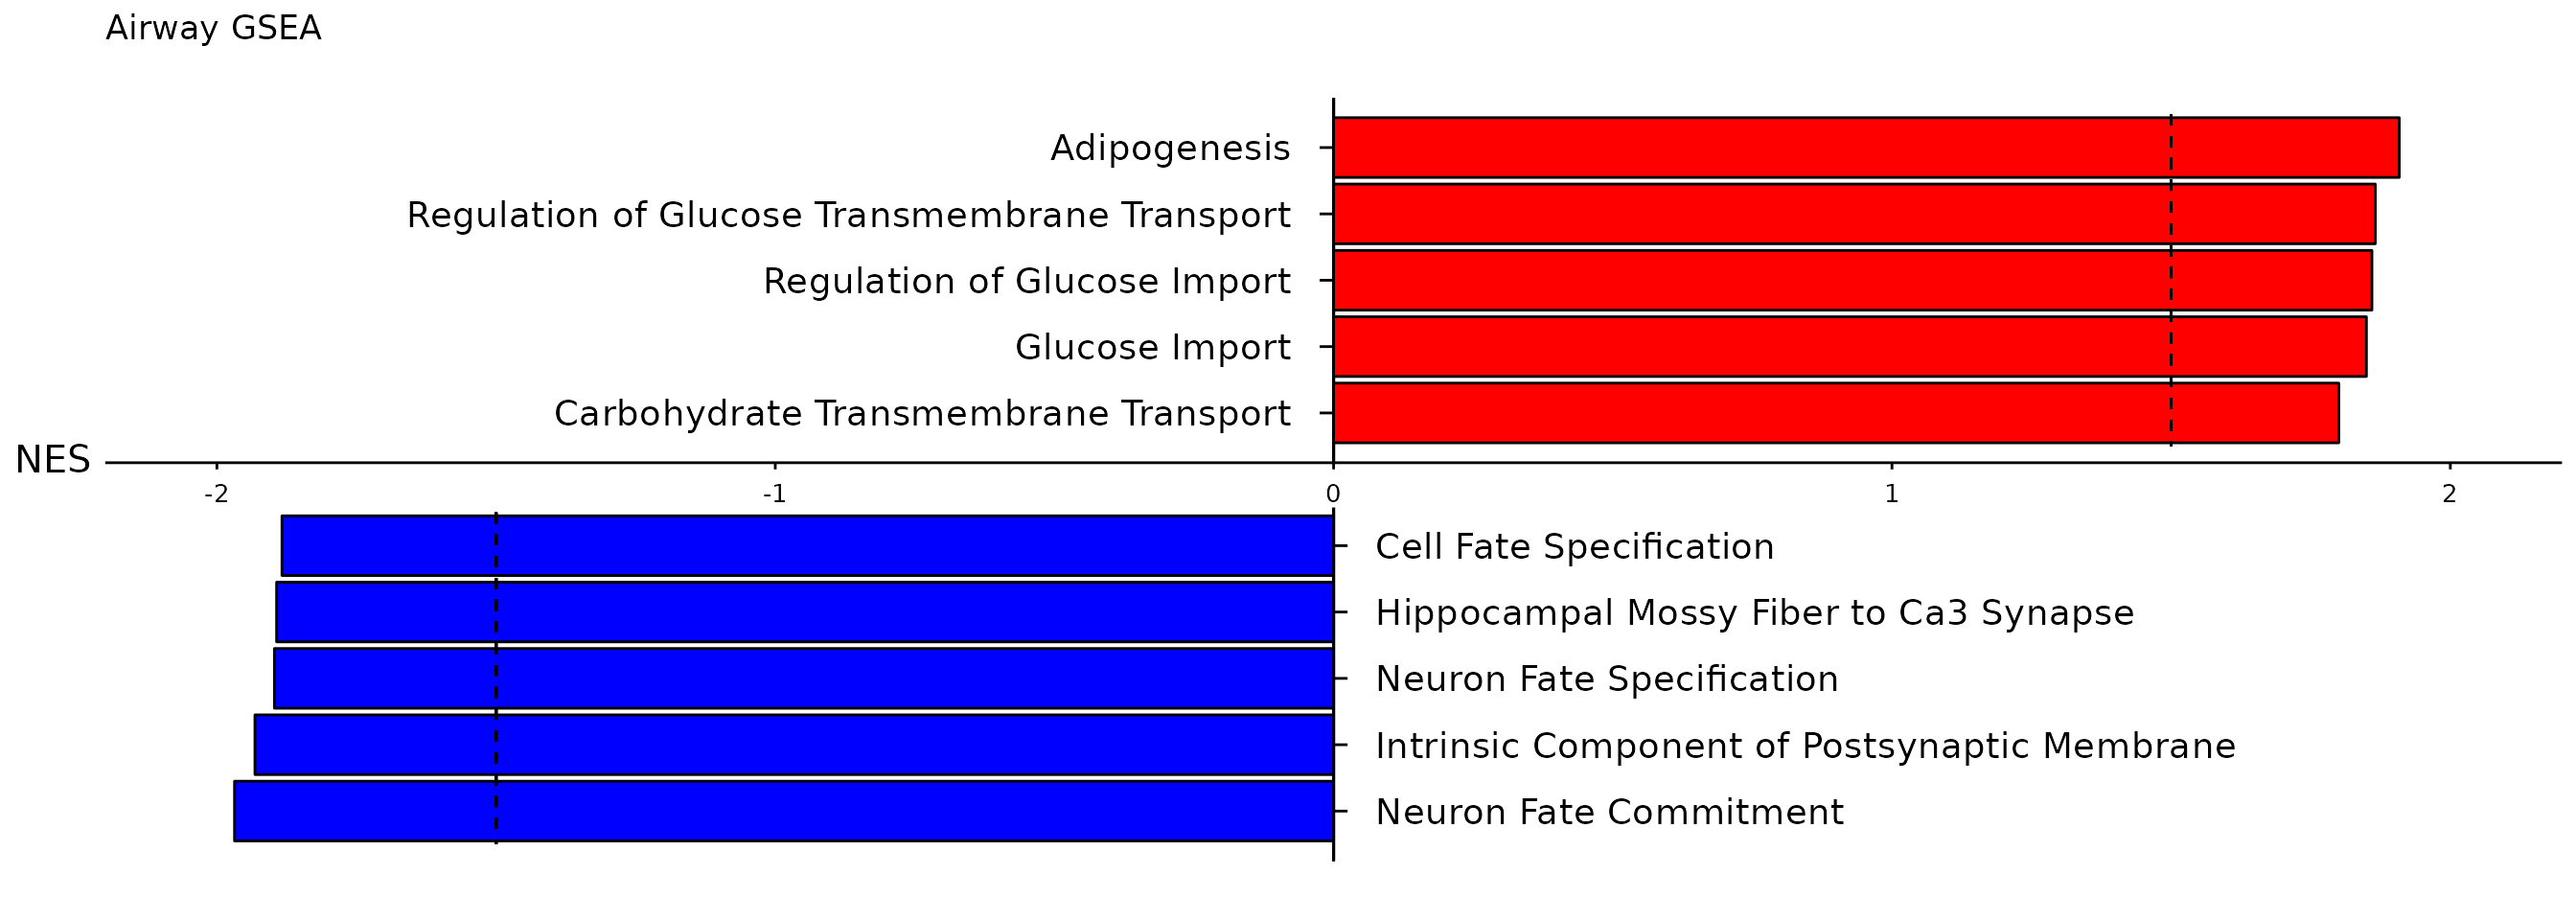 Airway GSEA
Adipogenesis
Regulation of Glucose Transmembrane Transport
Regulation of Glucose Import
Glucose Import
Carbohydrate Transmembrane Transport
NES
-2 -1 0 1 2
Cell Fate Specification
Hippocampal Mossy Fiber to Ca3 Synapse
Neuron Fate Specification
Intrinsic Component of Postsynaptic Membrane
Neuron Fate Commitment